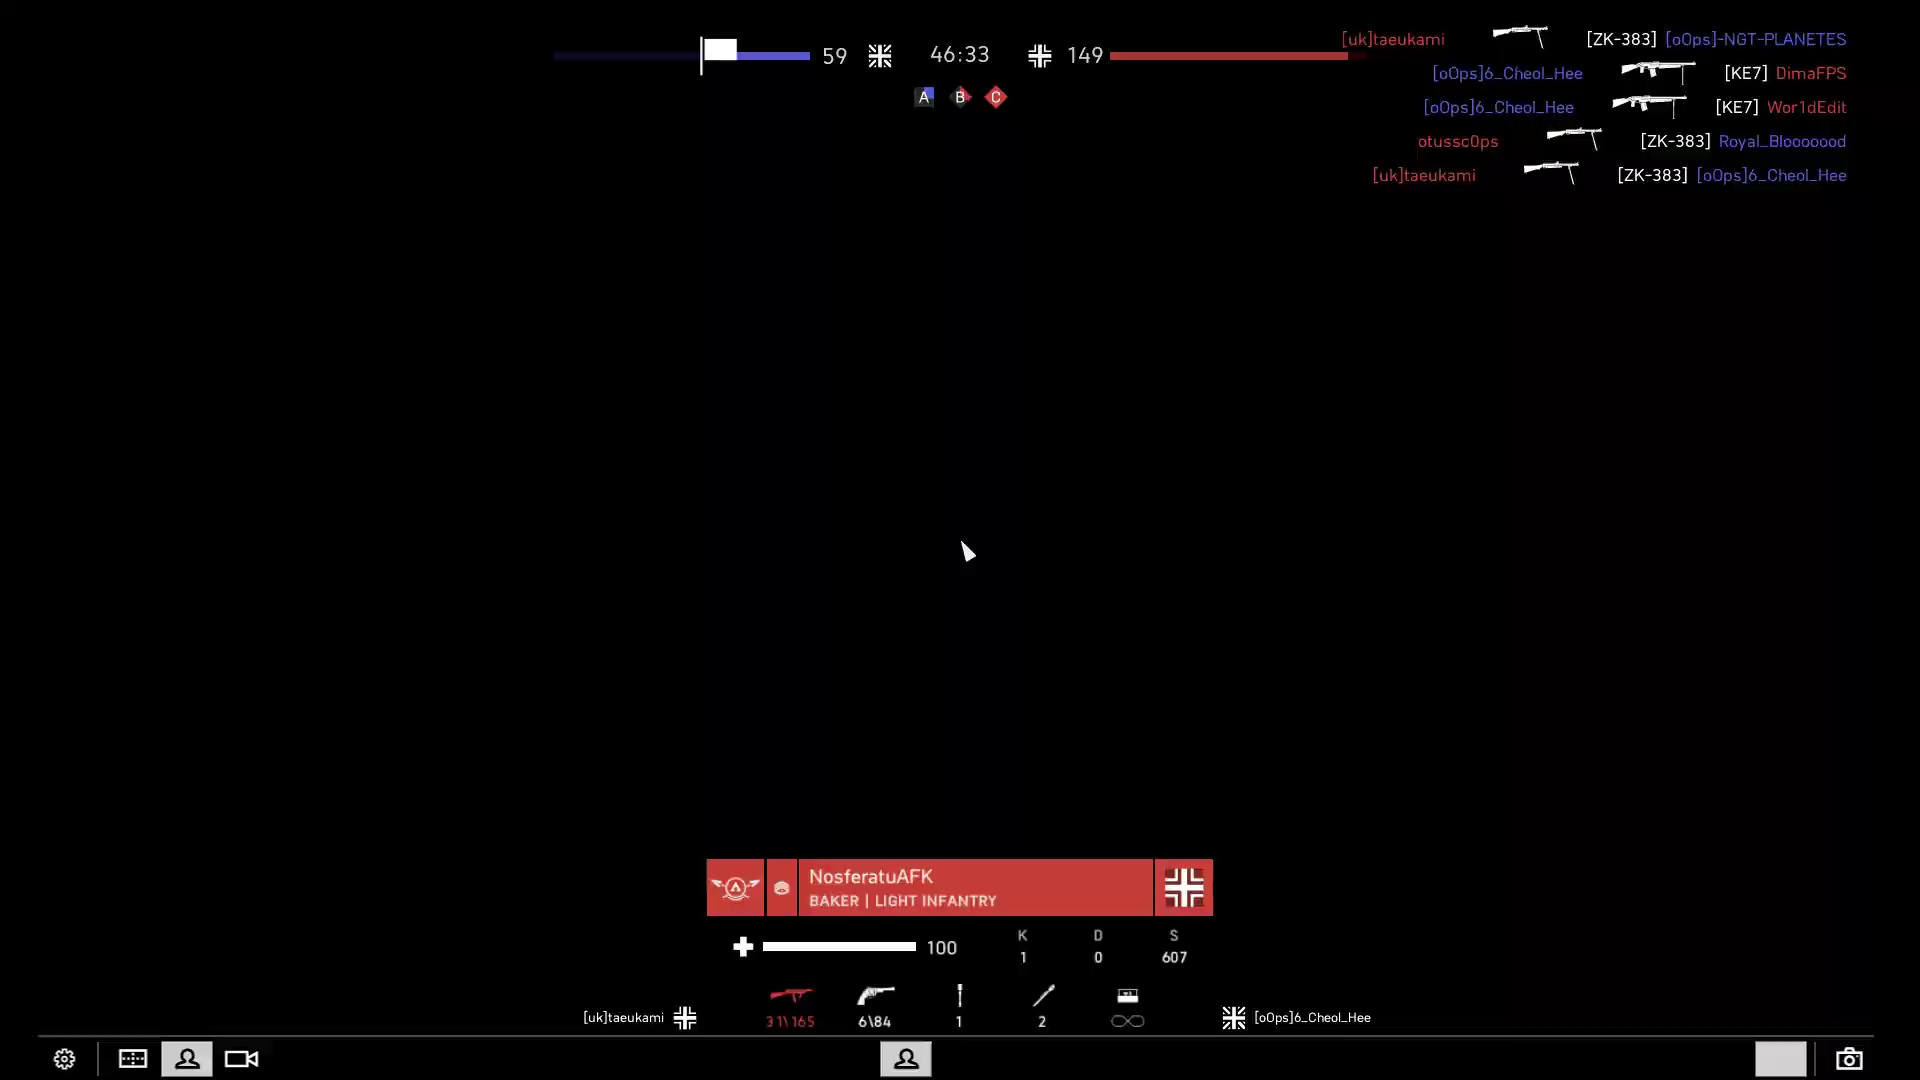 59 46:33 149
A B C
[uk]taeukami [ZK-383] [oOps]-NGT-PLANETES
[oOps]6_Cheol_Hee [KE7] DimaFPS
[oOps]6_Cheol_Hee [KE7] Wor1dEdit
otussc0ps [ZK-383] Royal_Blooooood
[uk]taeukami [ZK-383] [oOps]6_Cheol_Hee
NosferatuAFK
BAKER | LIGHT INFANTRY
100
K D S
1 0 607
31\165 6\84 1 2 ∞
[uk]taeukami
[oOps]6_Cheol_Hee